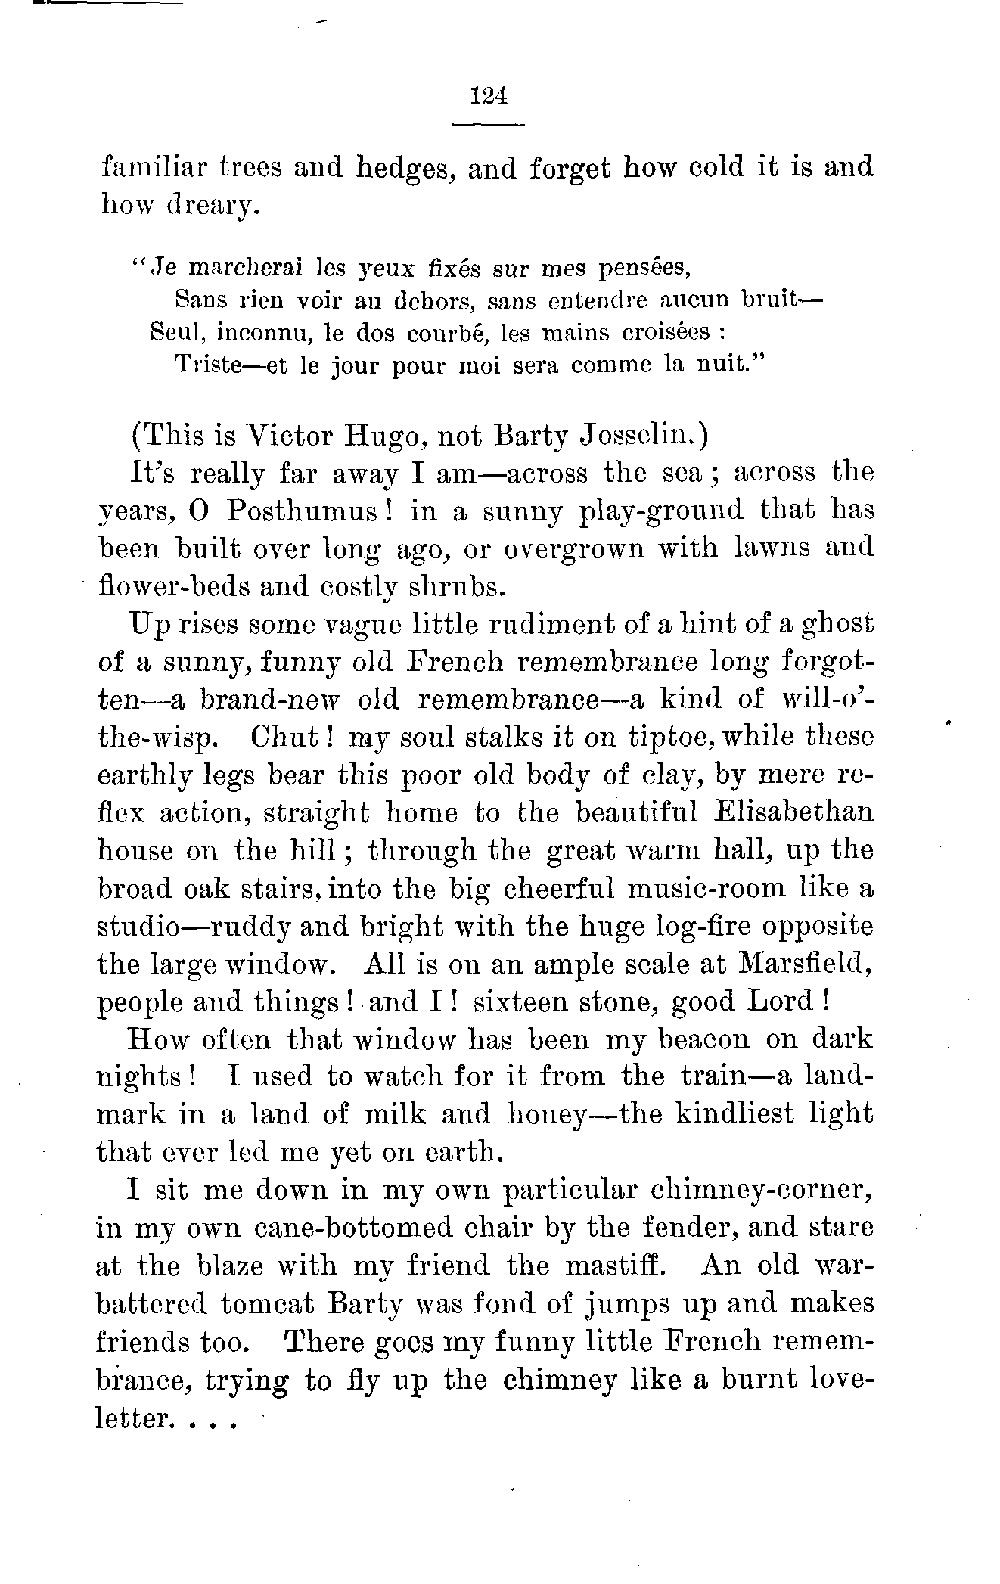 124
familiar trees and hedges, and forget how cold it is and
how dreary.
“Je marcherai les yeux fixés sur mes pensées,
Sans rien voir au dehors, sans entendre aucun bruit—
Seul, inconnu, le dos courbé, les mains croisées :
Triste—et le jour pour moi sera comme la nuit.”
(This is Victor Hugo, not Barty Josselin.)
It’s really far away I am—across the sea ; across the
years, O Posthumus ! in a sunny play-ground that has
been built over long ago, or overgrown with lawns and
flower-beds and costly shrubs.
Up rises some vague little rudiment of a hint of a ghost
of a sunny, funny old French remembrance long forgot-
ten—a brand-new old remembrance—a kind of will-o’-
the-wisp. Chut ! my soul stalks it on tiptoe, while these
earthly legs bear this poor old body of clay, by mere re-
flex action, straight home to the beautiful Elisabethan
house on the hill ; through the great warm hall, up the
broad oak stairs, into the big cheerful music-room like a
studio—ruddy and bright with the huge log-fire opposite
the large window. All is on an ample scale at Marsfield,
people and things ! and I ! sixteen stone, good Lord !
How often that window has been my beacon on dark
nights ! I used to watch for it from the train—a land-
mark in a land of milk and honey—the kindliest light
that ever led me yet on earth.
I sit me down in my own particular chimney-corner,
in my own cane-bottomed chair by the fender, and stare
at the blaze with my friend the mastiff. An old war-
battered tomcat Barty was fond of jumps up and makes
friends too. There goes my funny little French remem-
brance, trying to fly up the chimney like a burnt love-
letter. . . .